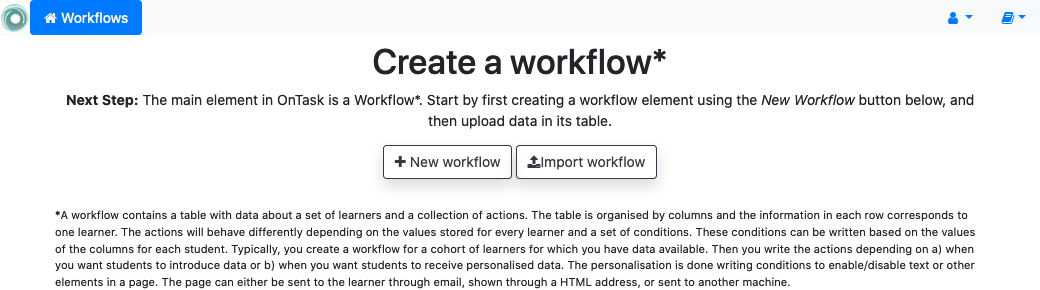 Workflows
Create a workflow*
Next Step: The main element in OnTask is a Workflow*. Start by first creating a workflow element using the New Workflow button below, and
then upload data in its table.
New workflow Import workflow
*A workflow contains a table with data about a set of learners and a collection of actions. The table is organised by columns and the information in each row corresponds to
one learner. The actions will behave differently depending on the values stored for every learner and a set of conditions. These conditions can be written based on the values
of the columns for each student. Typically, you create a workflow for a cohort of learners for which you have data available. Then you write the actions depending on a) when
you want students to introduce data or b) when you want students to receive personalised data. The personalisation is done writing conditions to enable/disable text or other
elements in a page. The page can either be sent to the learner through email, shown through a HTML address, or sent to another machine.